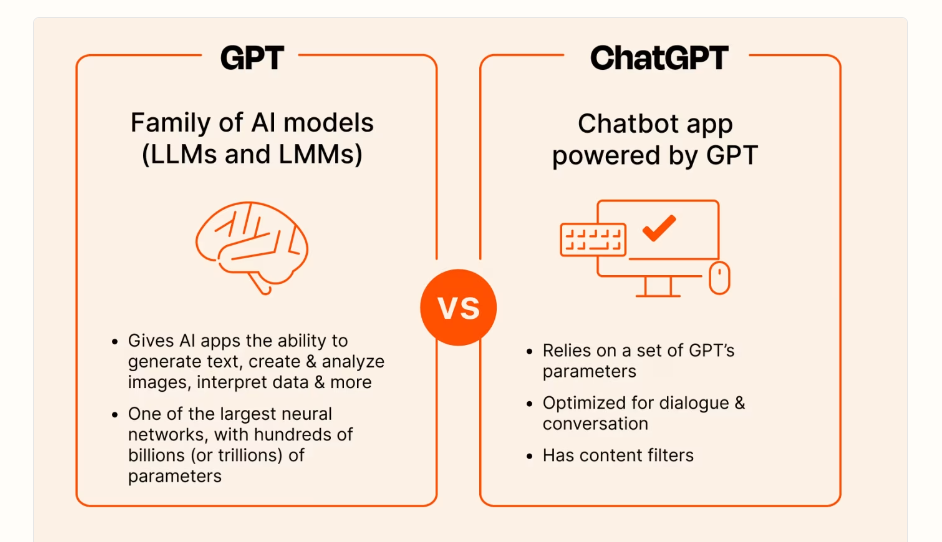 GPT
Family of AI models
(LLMs and LMMs)
• Gives AI apps the ability to
generate text, create & analyze
images, interpret data & more
• One of the largest neural
networks, with hundreds of
billions (or trillions) of
parameters
VS
ChatGPT
Chatbot app
powered by GPT
• Relies on a set of GPT’s
parameters
• Optimized for dialogue &
conversation
• Has content filters